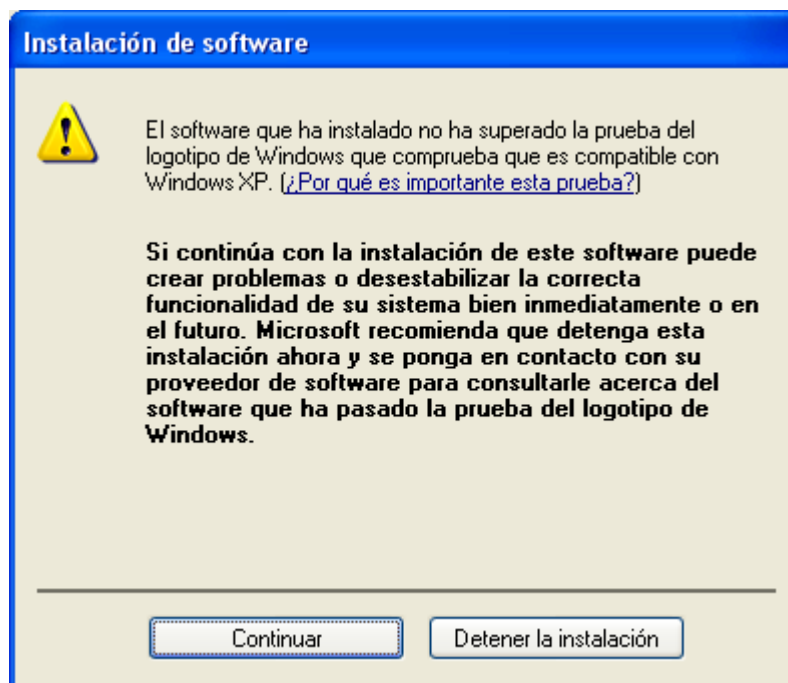 Instalación de software
El software que ha instalado no ha superado la prueba del
logotipo de Windows que comprueba que es compatible con
Windows XP. (¿Por qué es importante esta prueba?)
Si continúa con la instalación de este software puede
crear problemas o desestabilizar la correcta
funcionalidad de su sistema bien inmediatamente o en
el futuro. Microsoft recomienda que detenga esta
instalación ahora y se ponga en contacto con su
proveedor de software para consultarle acerca del
software que ha pasado la prueba del logotipo de
Windows.
Continuar
Detener la instalación